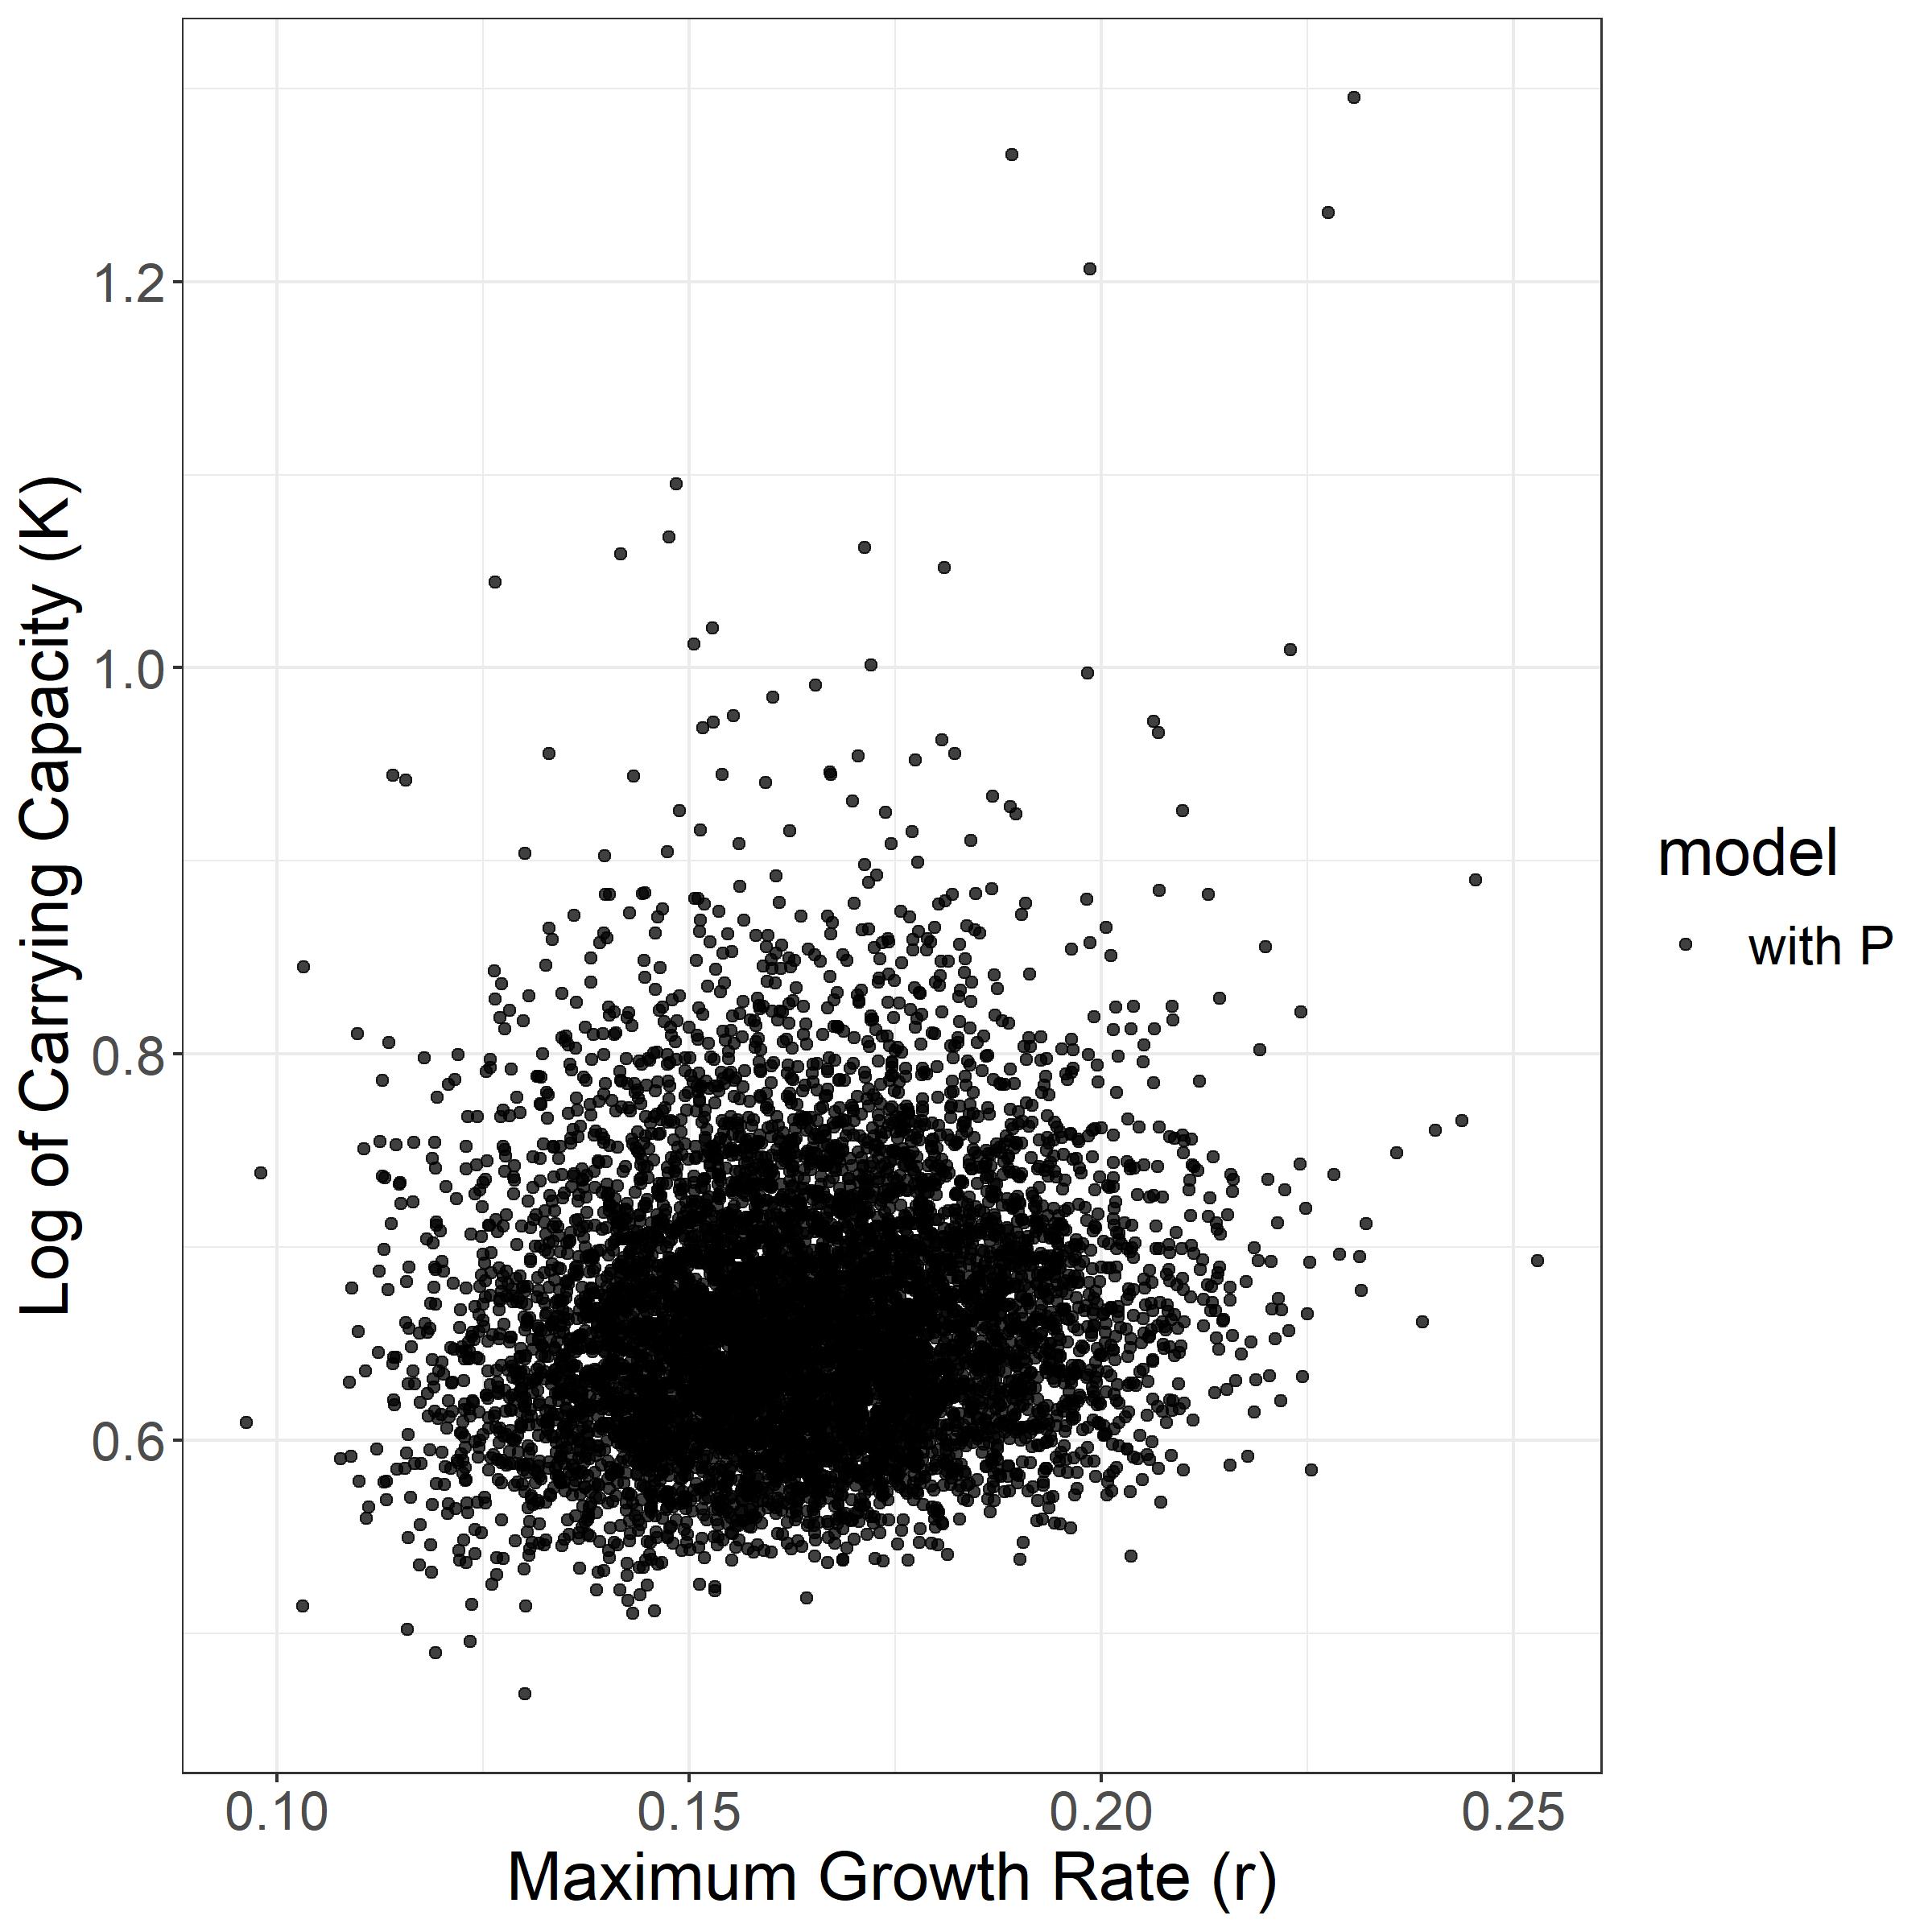 Log of Carrying Capacity (K)
1.2
1.0
0.8
0.6
0.10 0.15 0.20 0.25
Maximum Growth Rate (r)
model
with P